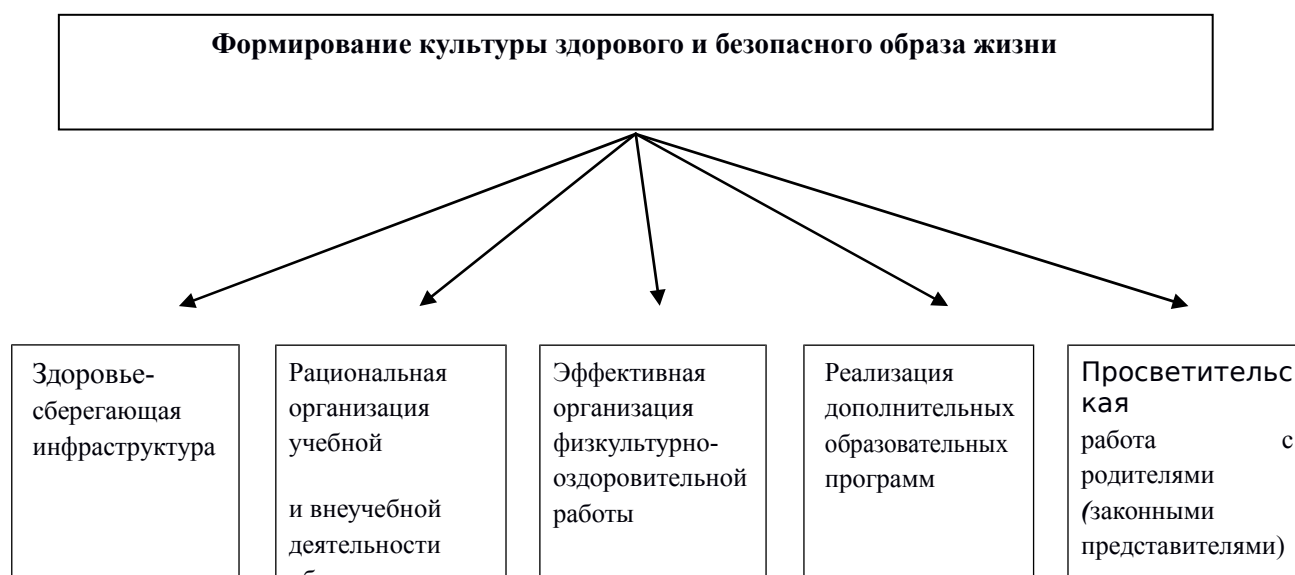 Формирование культуры здорового и безопасного образа жизни
Здоровье-
сберегающая
инфраструктура
Рациональная
организация
учебной
и внеучебной
деятельности
Эффективная
организация
физкультурно-
оздоровительной
работы
Реализация
дополнительных
образовательных
программ
Просветительс
кая
работа с
родителями
(законными
представителями)